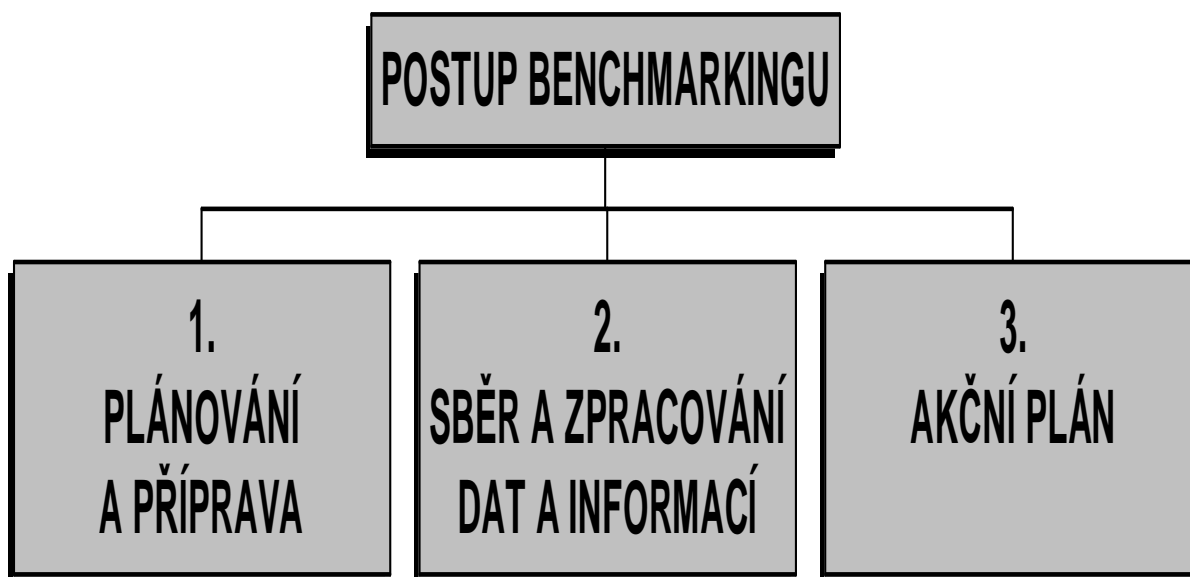 POSTUP BENCHMARKINGU
1.
PLÁNOVÁNÍ
A PŘÍPRAVA
2.
SBĚR A ZPRACOVÁNÍ
DAT A INFORMACÍ
3.
AKČNÍ PLÁN